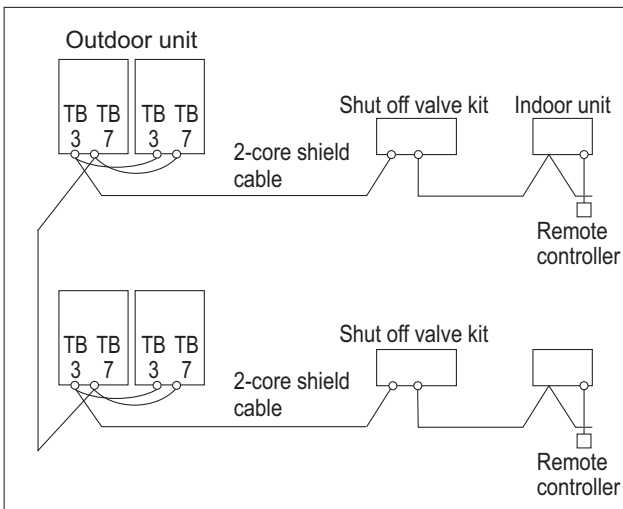 Outdoor unit
TB TB TB TB
3 7 3 7
Shut off valve kit
Indoor unit
2-core shield
cable
Remote
controller
TB TB TB TB
3 7 3 7
Shut off valve kit
2-core shield
cable
Remote
controller